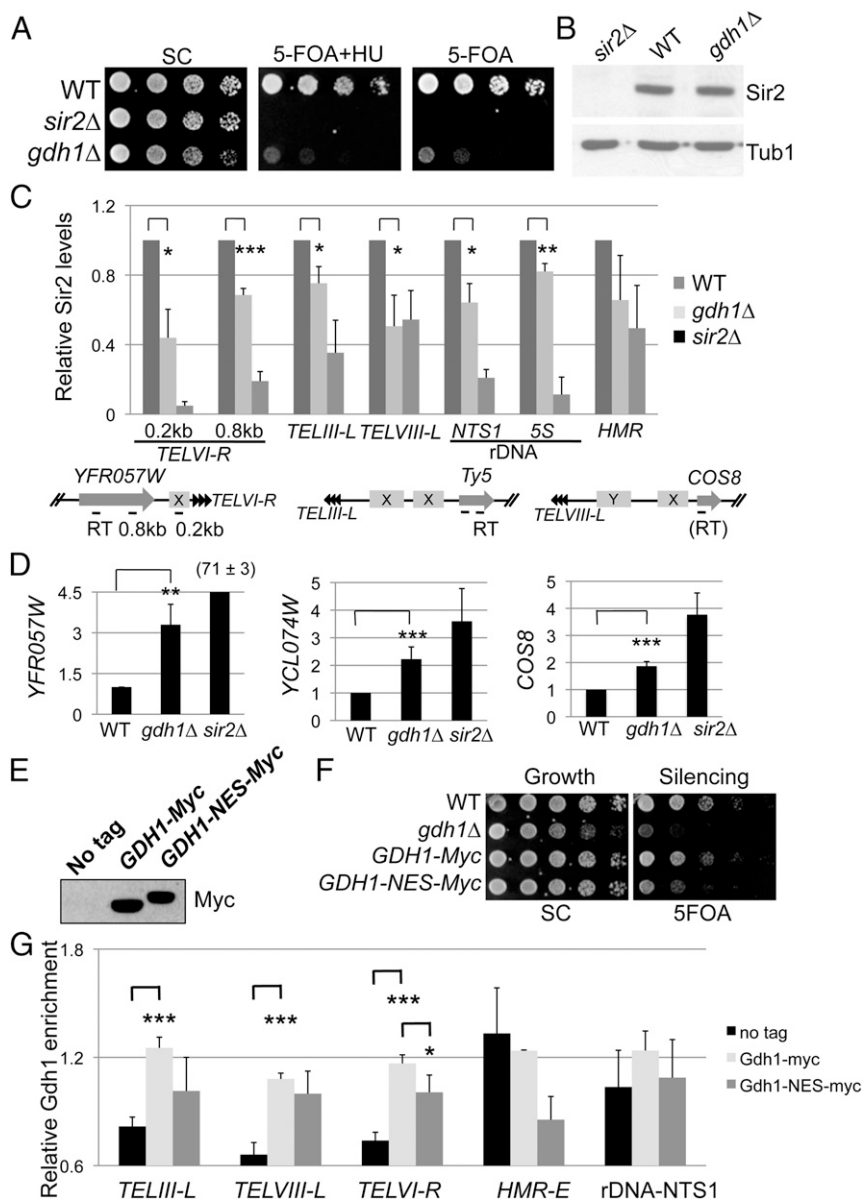 A
SC
5-FOA+HU
5-FOA
WT
sir2Δ
gdh1Δ
B
sir2Δ
WT
gdh1Δ
Sir2
Tub1
C
Relative Sir2 levels
1.2
0.8
0.4
0
*
***
*
*
*
**
WT
gdh1Δ
sir2Δ
0.2kb
0.8kb
TELVI-R
TELIII-L
TELVIII-L
NTS1
5S
rDNA
HMR
YFR057W
X
TELVI-R
RT
0.8kb
0.2kb
TELIII-L
X
X
Ty5
RT
TELVIII-L
Y
X
COS8
(RT)
D
YFR057W
4.5
3
1.5
0
**
(71 ± 3)
WT
gdh1Δ
sir2Δ
YCL074W
5
4
3
2
1
0
***
WT
gdh1Δ
sir2Δ
COS8
5
4
3
2
1
0
***
WT
gdh1Δ
sir2Δ
E
No tag
GDH1-Myc
GDH1-NES-Myc
Myc
F
Growth
Silencing
WT
gdh1Δ
GDH1-Myc
GDH1-NES-Myc
SC
5FOA
G
Relative Gdh1 enrichment
1.8
1.2
0.6
***
***
***
*
no tag
Gdh1-myc
Gdh1-NES-myc
TELIII-L
TELVIII-L
TELVI-R
HMR-E
rDNA-NTS1